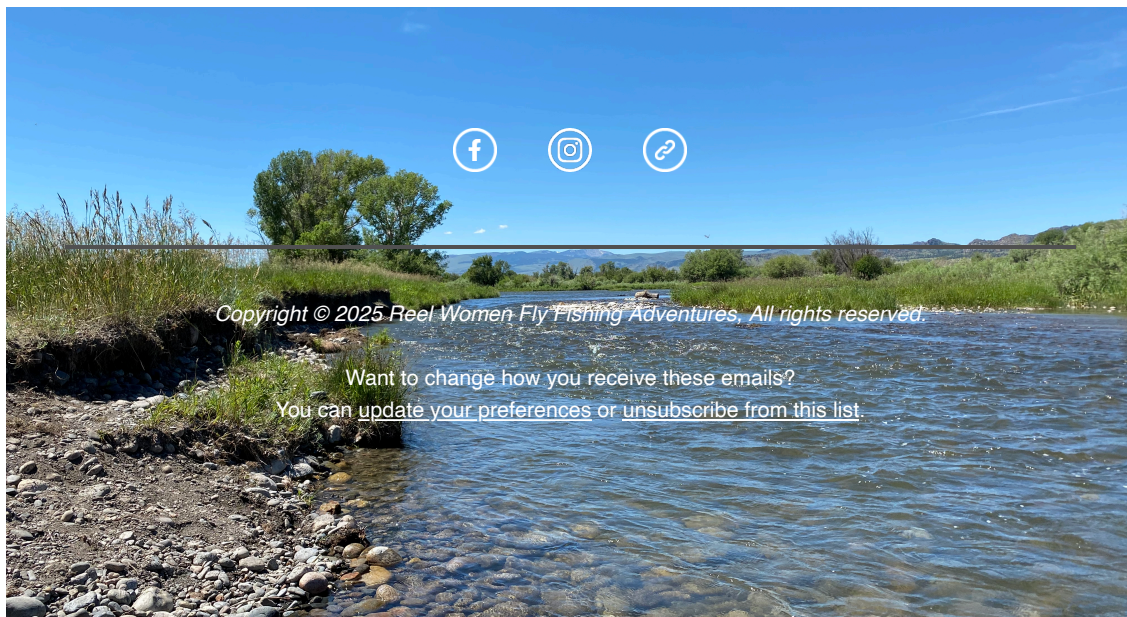 Copyright © 2025 Reel Women Fly Fishing Adventures, All rights reserved.
Want to change how you receive these emails?
You can update your preferences or unsubscribe from this list.